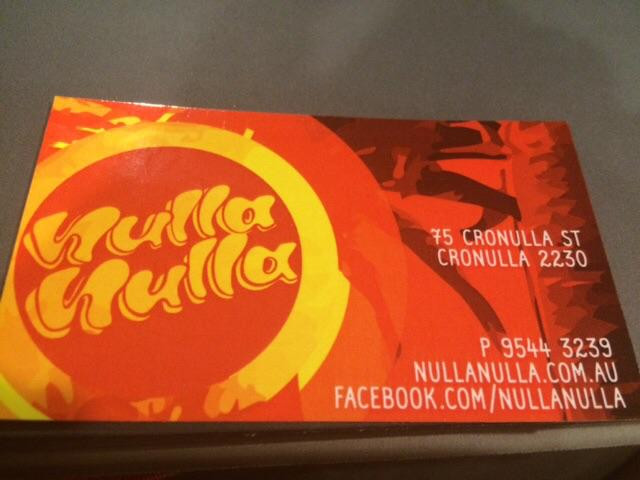 Nulla
Nulla
75 CRONULLA ST
CRONULLA 2230
P 9544 3239
NULLANULLA.COM.AU
FACEBOOK.COM/NULLANULLA